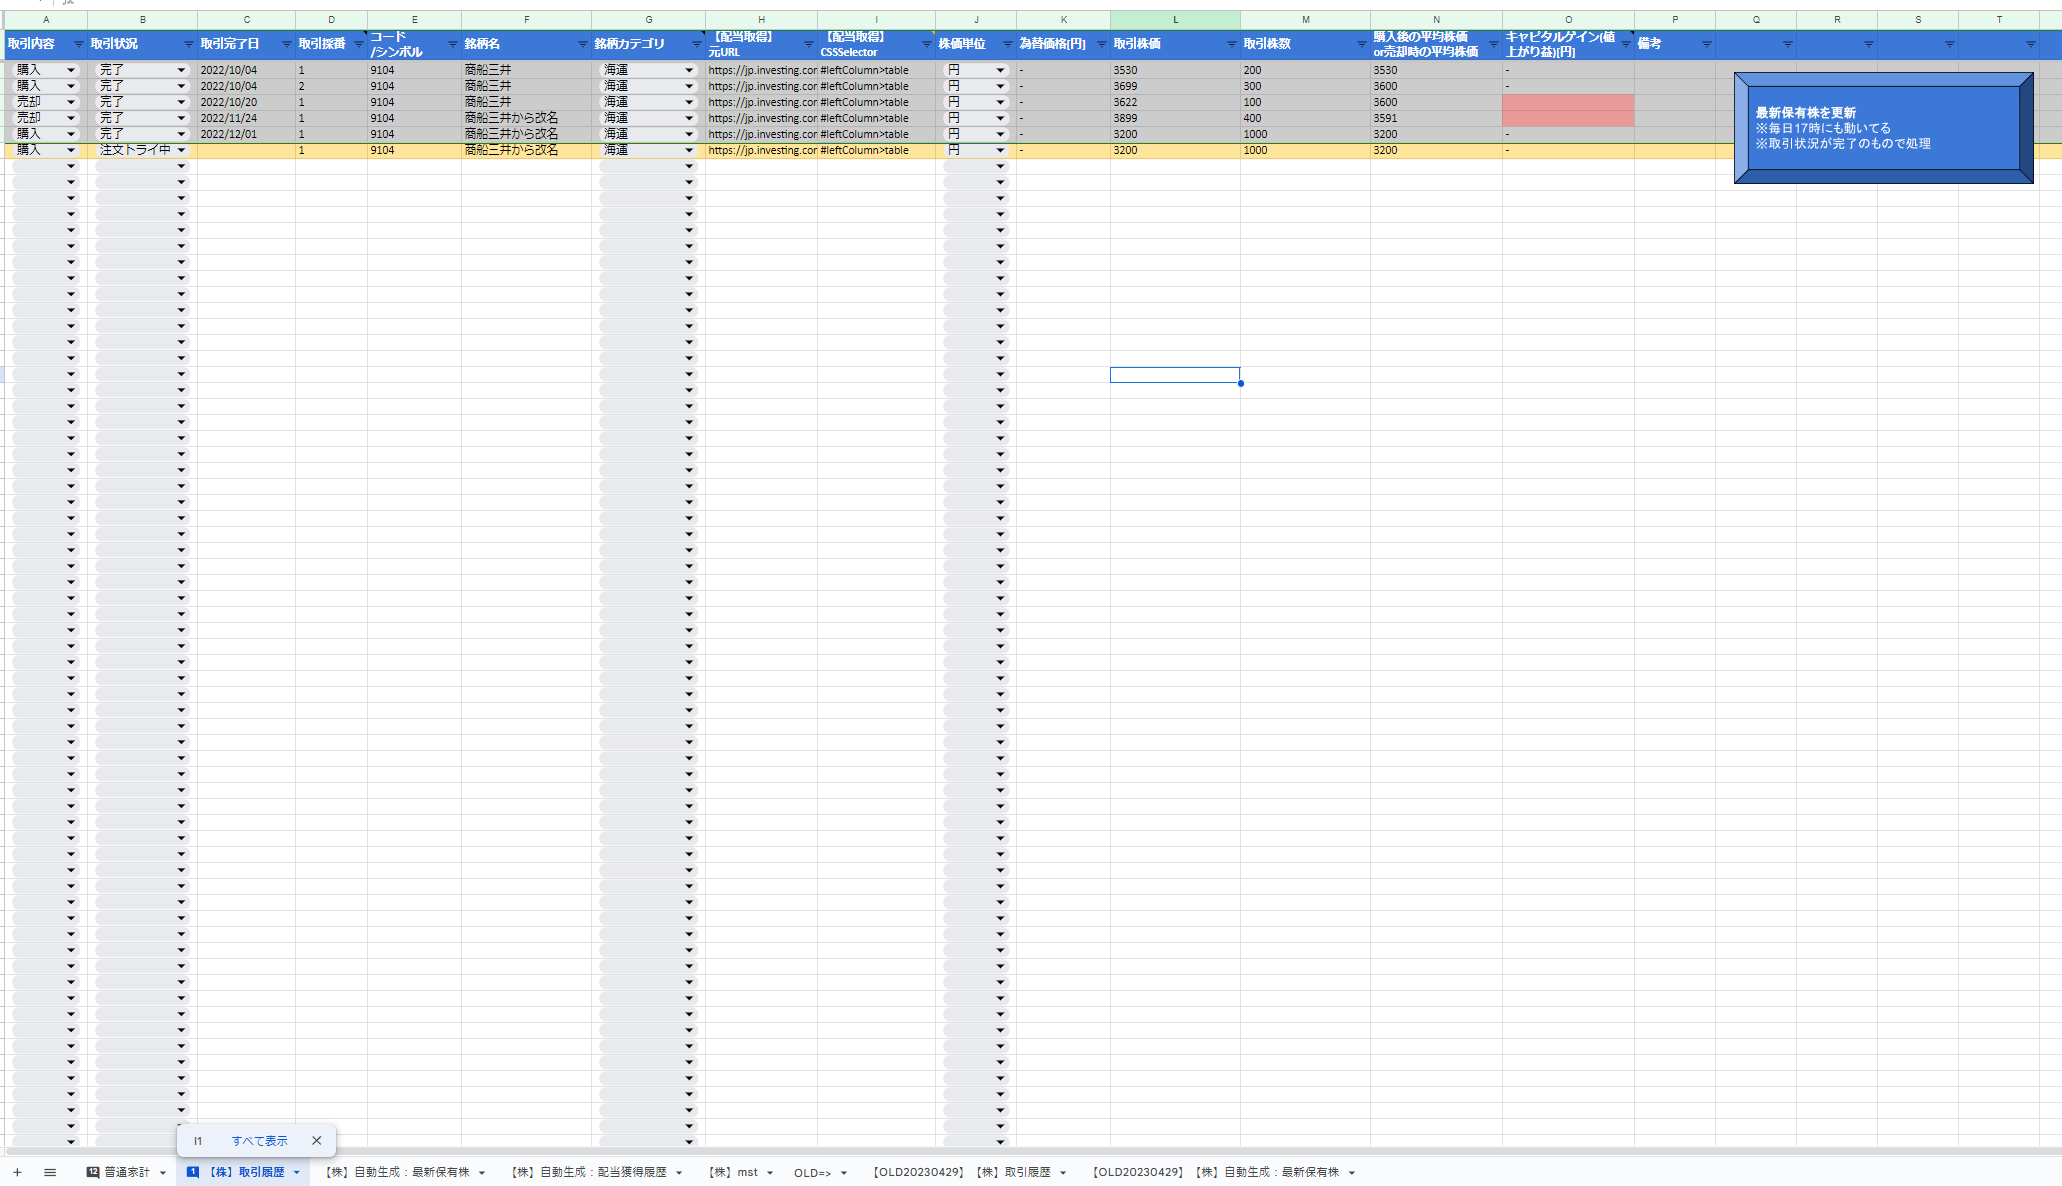 A B C D E F G H I J K L M N O P Q R S T
取引内容 取引状況 取引完了日 取引採番 コード/シンボル 銘柄名 銘柄カテゴリ 【配当取得】元URL 【配当取得】CSSSelector 株価単位 為替価格[円] 取引株価 取引株数 購入後の平均株価or売却時の平均株価 キャピタルゲイン(値上がり益)[円] 備考
購入 完了 2022/10/04 1 9104 商船三井 海運 https://jp.investing.cor #leftColumn>table 円 - 3530 200 3530 -
購入 完了 2022/10/04 2 9104 商船三井 海運 https://jp.investing.cor #leftColumn>table 円 - 3699 300 3600 -
売却 完了 2022/10/20 1 9104 商船三井 海運 https://jp.investing.cor #leftColumn>table 円 - 3622 100 3600
売却 完了 2022/11/24 1 9104 商船三井から改名 海運 https://jp.investing.cor #leftColumn>table 円 - 3899 400 3591
購入 完了 2022/12/01 1 9104 商船三井から改名 海運 https://jp.investing.cor #leftColumn>table 円 - 3200 1000 3200 -
購入 注文トライ中 1 9104 商船三井から改名 海運 https://jp.investing.cor #leftColumn>table 円 - 3200 1000 3200 -
最新保有株を更新
※毎日17時にも動いてる
※取引状況が完了のもので処理
I1 すべて表示
12 普通家計 1 【株】取引履歴 【株】自動生成：最新保有株 【株】自動生成：配当獲得履歴 【株】mst OLD=> 【OLD20230429】【株】取引履歴 【OLD20230429】【株】自動生成：最新保有株